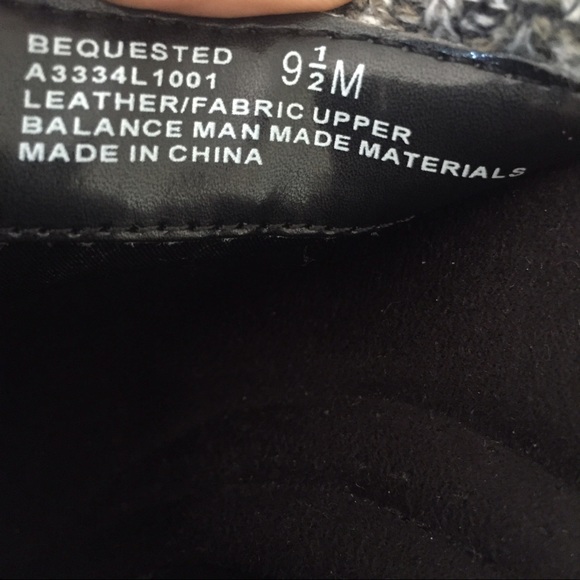 BEQUESTED 9½M
A3334L1001
LEATHER/FABRIC UPPER
BALANCE MAN MADE MATERIALS
MADE IN CHINA